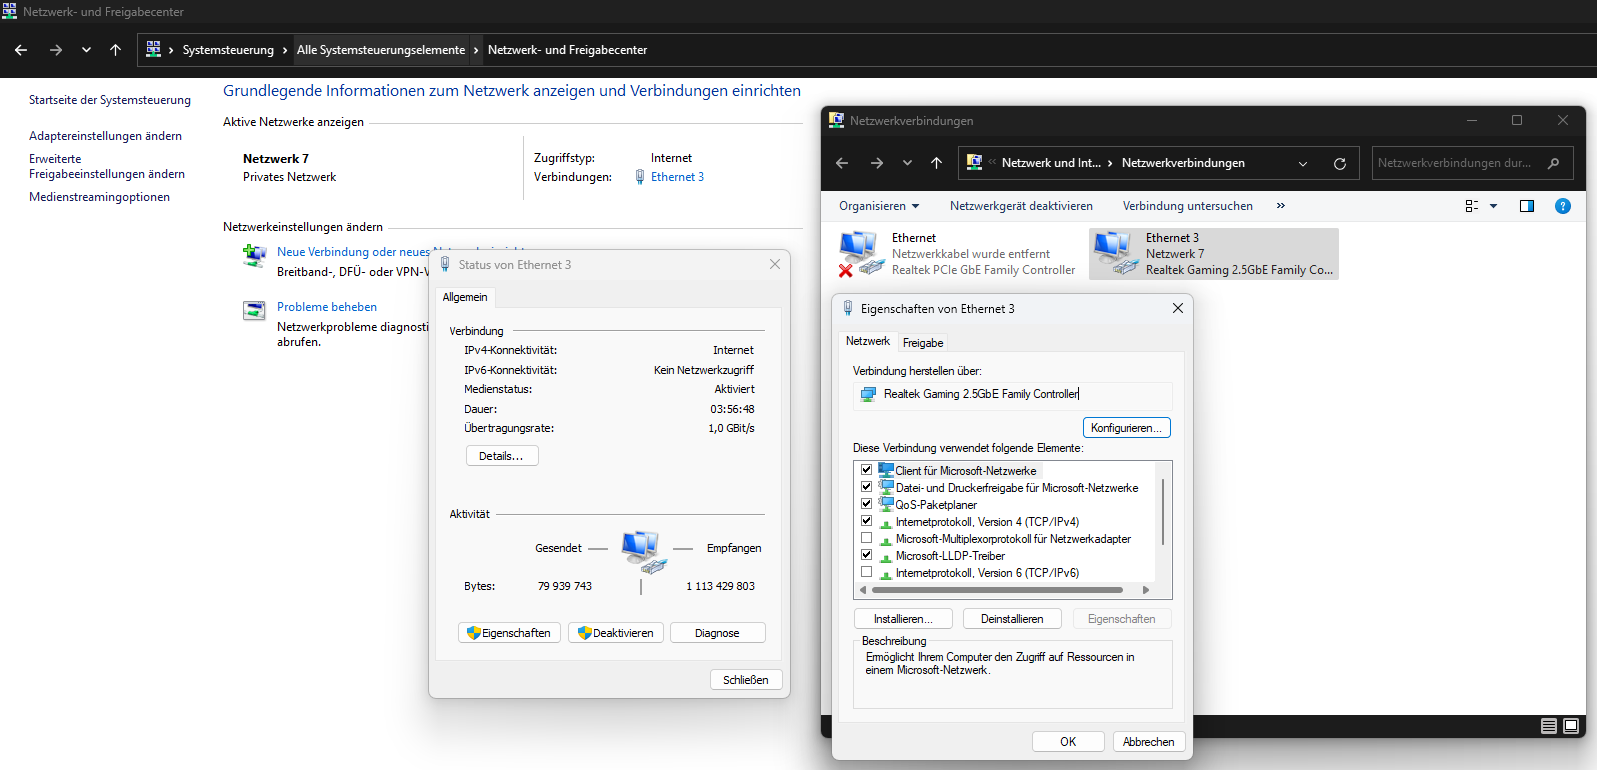 Netzwerk- und Freigabecenter
Systemsteuerung › Alle Systemsteuerungselemente › Netzwerk- und Freigabecenter
Startseite der Systemsteuerung
Adaptereinstellungen ändern
Erweiterte
Freigabeeinstellungen ändern
Medienstreamingoptionen
Grundlegende Informationen zum Netzwerk anzeigen und Verbindungen einrichten
Aktive Netzwerke anzeigen
Netzwerk 7
Privates Netzwerk
Zugriffstyp: Internet
Verbindungen: Ethernet 3
Netzwerkeinstellungen ändern
Neue Verbindung oder neues
Breitband-, DFÜ- oder VPN-V
Probleme beheben
Netzwerkprobleme diagnosti
abrufen.
Status von Ethernet 3
Allgemein
Verbindung
IPv4-Konnektivität: Internet
IPv6-Konnektivität: Kein Netzwerkzugriff
Medienstatus: Aktiviert
Dauer: 03:56:48
Übertragungsrate: 1,0 GBit/s
Details...
Aktivität
Gesendet — — Empfangen
Bytes: 79 939 743 | 1 113 429 803
Eigenschaften Deaktivieren Diagnose
Schließen
Netzwerkverbindungen
« Netzwerk und Int... › Netzwerkverbindungen
Netzwerkverbindungen dur...
Organisieren Netzwerkgerät deaktivieren Verbindung untersuchen »
Ethernet
Netzwerkkabel wurde entfernt
Realtek PCIe GbE Family Controller
Ethernet 3
Netzwerk 7
Realtek Gaming 2.5GbE Family Co...
Eigenschaften von Ethernet 3
Netzwerk Freigabe
Verbindung herstellen über:
Realtek Gaming 2.5GbE Family Controller
Konfigurieren...
Diese Verbindung verwendet folgende Elemente:
Client für Microsoft-Netzwerke
Datei- und Druckerfreigabe für Microsoft-Netzwerke
QoS-Paketplaner
Internetprotokoll, Version 4 (TCP/IPv4)
Microsoft-Multiplexorprotokoll für Netzwerkadapter
Microsoft-LLDP-Treiber
Internetprotokoll, Version 6 (TCP/IPv6)
Installieren... Deinstallieren Eigenschaften
Beschreibung
Ermöglicht Ihrem Computer den Zugriff auf Ressourcen in
einem Microsoft-Netzwerk.
OK Abbrechen